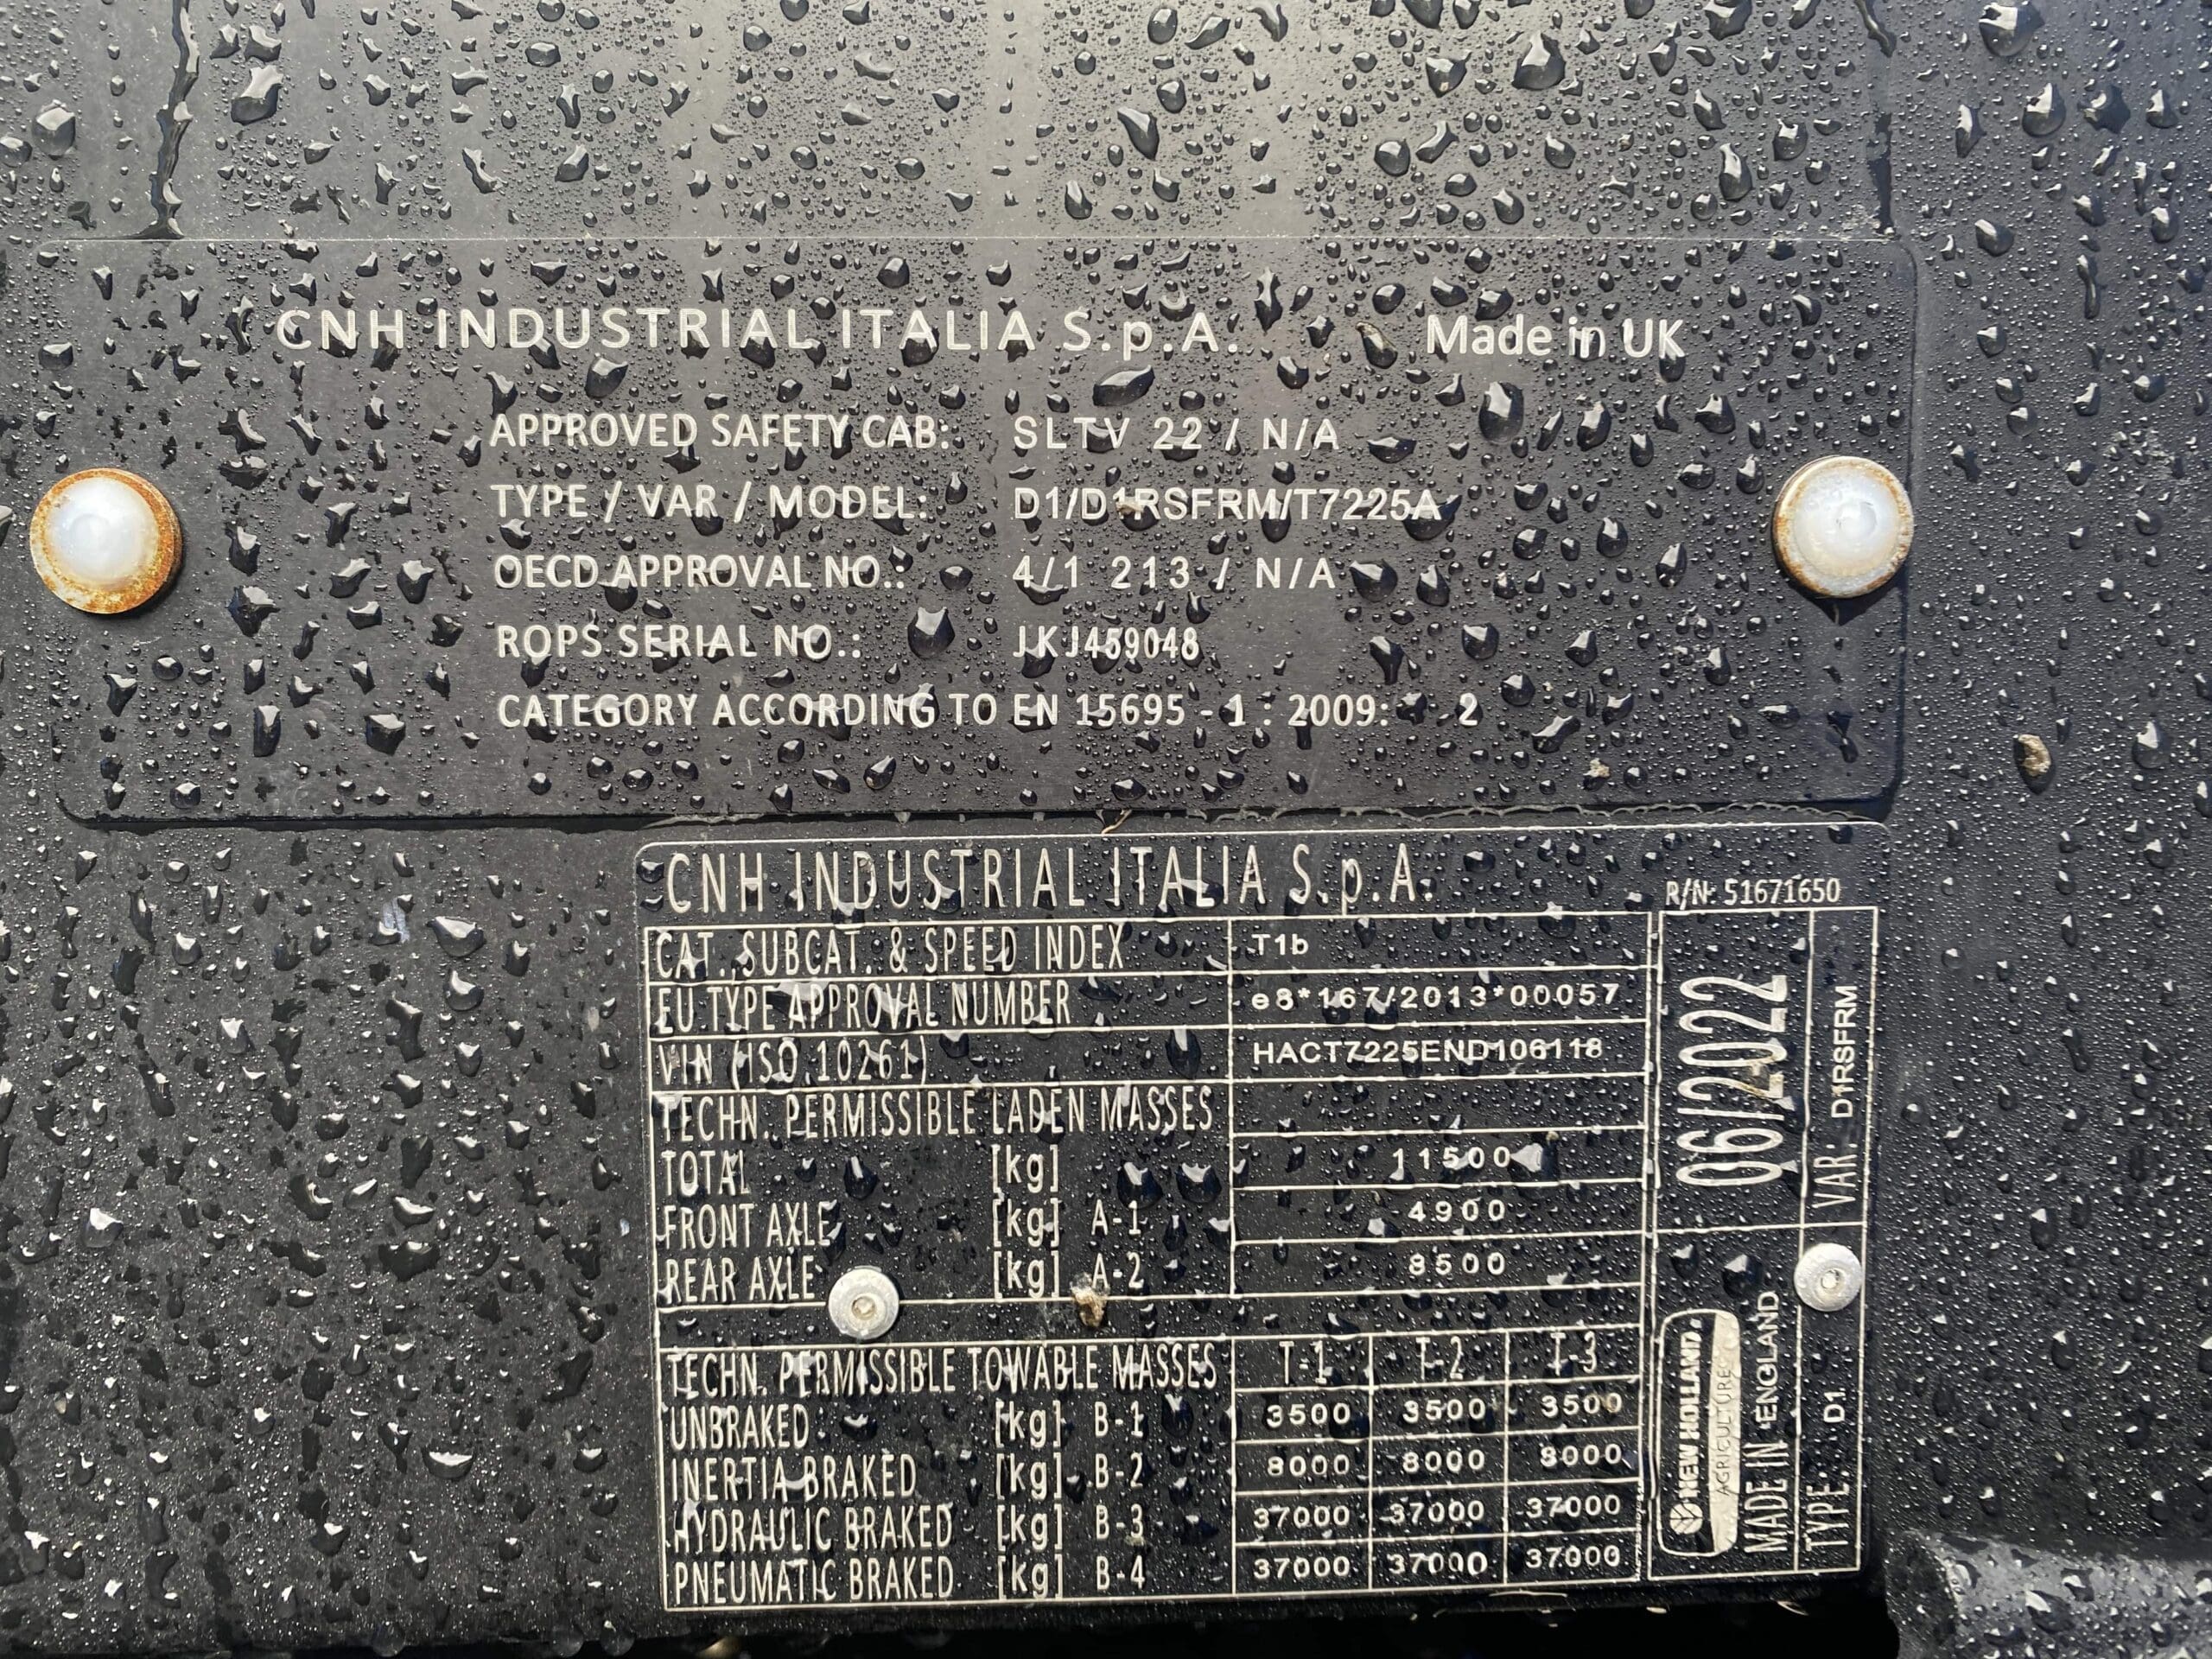 CNH INDUSTRIAL ITALIA S.p.A. Made in UK
APPROVED SAFETY CAB: SLTV 22 / N/A
TYPE / VAR / MODEL: D1/D1RSFRM/T7225A
OECD APPROVAL NO.: 4/1 213 / N/A
ROPS SERIAL NO.: JKJ459048
CATEGORY ACCORDING TO EN 15695 - 1 : 2009: 2
CNH INDUSTRIAL ITALIA S.p.A.
R/N: 51671650
CAT. SUBCAT. & SPEED INDEX T1b
EU TYPE APPROVAL NUMBER e8*167/2013*00057
VIN (ISO 10261) HACT7225END106118
TECHN. PERMISSIBLE LADEN MASSES
TOTAL [kg] 11500
FRONT AXLE [kg] A-1 4900
REAR AXLE [kg] A-2 8500
TECHN. PERMISSIBLE TOWABLE MASSES T-1 T-2 T-3
UNBRAKED [kg] B-1 3500 3500 3500
INERTIA BRAKED [kg] B-2 8000 8000 8000
HYDRAULIC BRAKED [kg] B-3 37000 37000 37000
PNEUMATIC BRAKED [kg] B-4 37000 37000 37000
06/2022
NEW HOLLAND
AGRICULTURE
MADE IN ENGLAND
TYPE: D1 VAR: D1RSFRM